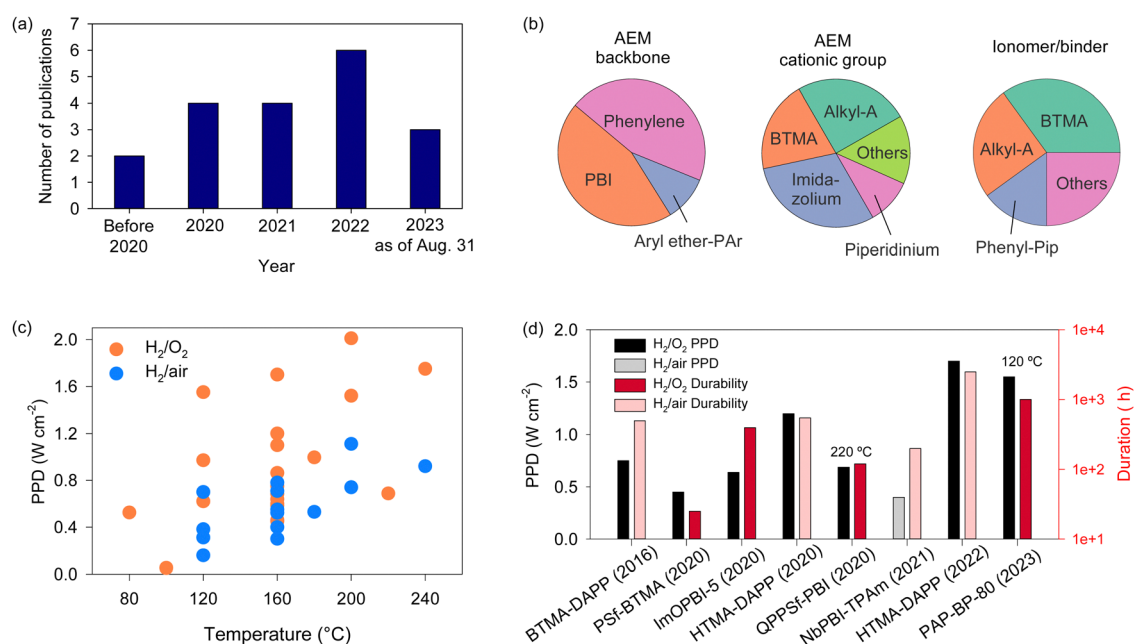 (a)
7
6
5
4
3
2
1
0
Number of publications
Before
2020
2020
2021
2022
2023
as of Aug. 31
Year
(b)
AEM
backbone
Phenylene
PBI
Aryl ether-PAr
AEM
cationic group
Alkyl-A
BTMA
Others
Imida-
zolium
Piperidinium
Ionomer/binder
BTMA
Alkyl-A
Others
Phenyl-Pip
(c)
H₂/O₂
H₂/air
2.0
1.6
1.2
0.8
0.4
0.0
PPD (W cm⁻²)
80
120
160
200
240
Temperature (°C)
(d)
2.0
1.5
1.0
0.5
0.0
PPD (W cm⁻²)
H₂/O₂ PPD
H₂/air PPD
H₂/O₂ Durability
H₂/air Durability
220 ºC
120 ºC
1e+4
1e+3
1e+2
1e+1
Duration ( h)
BTMA-DAPP (2016)
PSf-BTMA (2020)
ImOPBI-5 (2020)
HTMA-DAPP (2020)
QPPSf-PBI (2020)
NbPBI-TPAm (2021)
HTMA-DAPP (2022)
PAP-BP-80 (2023)